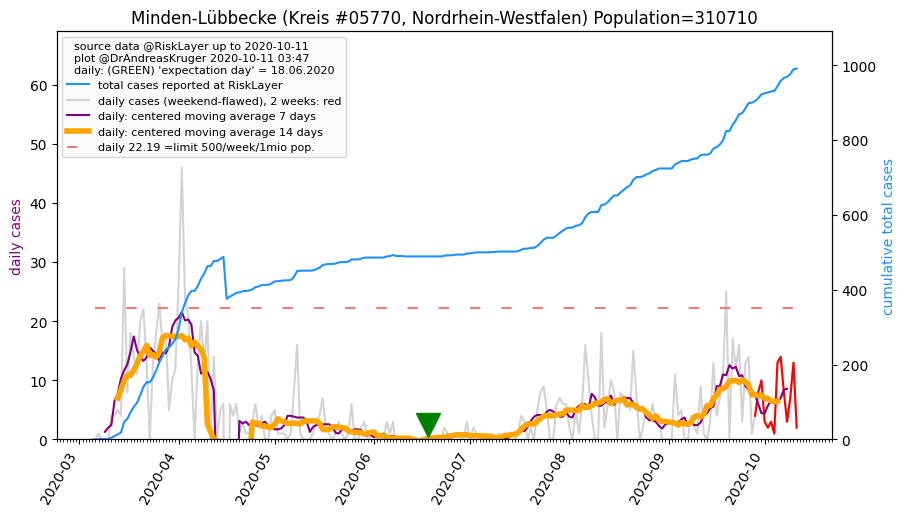 Minden-Lübbecke (Kreis #05770, Nordrhein-Westfalen) Population=310710
source data @RiskLayer up to 2020-10-11
plot @DrAndreasKruger 2020-10-11 03:47
daily: (GREEN) 'expectation day' = 18.06.2020
total cases reported at RiskLayer
daily cases (weekend-flawed), 2 weeks: red
daily: centered moving average 7 days
daily: centered moving average 14 days
daily 22.19 =limit 500/week/1mio pop.
daily cases
60
50
40
30
20
10
0
cumulative total cases
1000
800
600
400
200
0
2020-03
2020-04
2020-05
2020-06
2020-07
2020-08
2020-09
2020-10